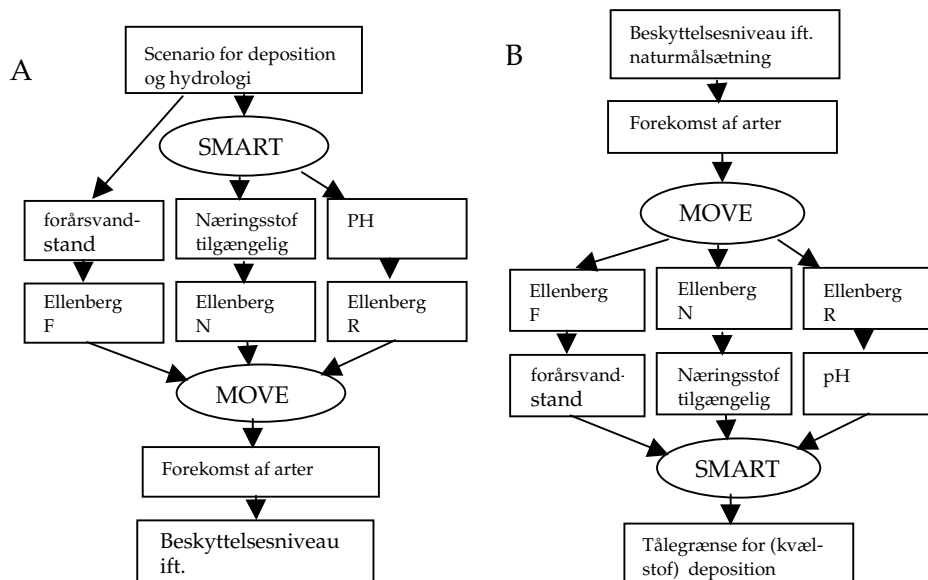 A
Scenario for deposition
og hydrologi
SMART
forårsvand-
stand
Næringsstof
tilgængelig
PH
Ellenberg
F
Ellenberg
N
Ellenberg
R
MOVE
Forekomst af arter
Beskyttelsesniveau
ift.
B
Beskyttelsesniveau ift.
naturmålsætning
Forekomst af arter
MOVE
Ellenberg
F
Ellenberg
N
Ellenberg
R
forårsvand-
stand
Næringsstof
tilgængelig
pH
SMART
Tålegrænse for (kvæl-
stof) deposition